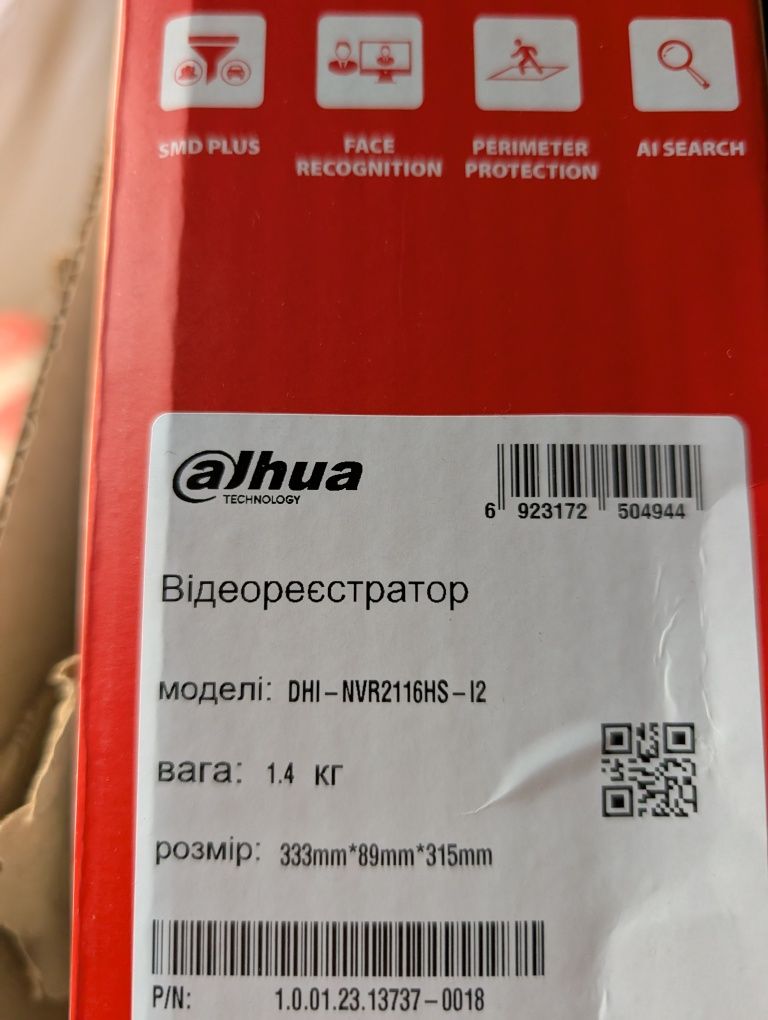 SMD PLUS
FACE
RECOGNITION
PERIMETER
PROTECTION
AI SEARCH
alhua
TECHNOLOGY
6 923172 504944
Відеореєстратор
моделі: DHI-NVR2116HS-I2
вага: 1.4 кг
розмір: 333mm*89mm*315mm
P/N: 1.0.01.23.13737-0018